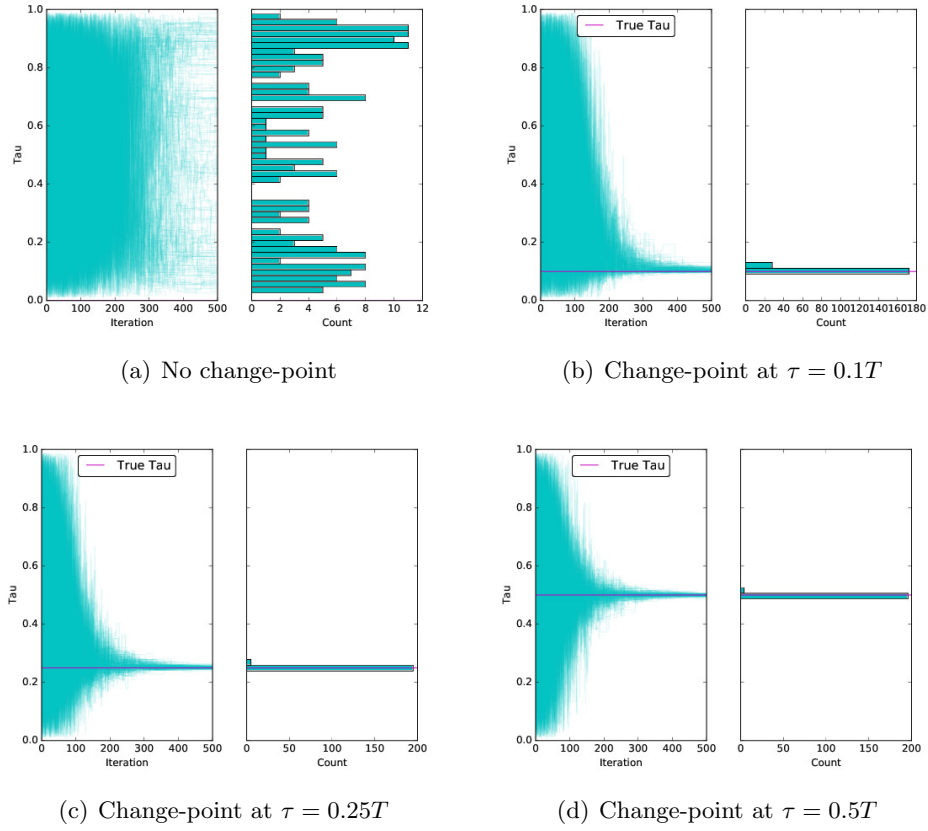 1.0
0.8
0.6
0.4
0.2
0.0
Tau
0 100 200 300 400 500
Iteration
0 2 4 6 8 10 12
Count
(a) No change-point
True Tau
1.0
0.8
0.6
0.4
0.2
0.0
Tau
0 100 200 300 400 500
Iteration
0 20 40 60 80 100 120 140 160 180
Count
(b) Change-point at τ = 0.1T
True Tau
1.0
0.8
0.6
0.4
0.2
0.0
Tau
0 100 200 300 400 500
Iteration
0 50 100 150 200
Count
(c) Change-point at τ = 0.25T
True Tau
1.0
0.8
0.6
0.4
0.2
0.0
Tau
0 100 200 300 400 500
Iteration
0 50 100 150 200
Count
(d) Change-point at τ = 0.5T